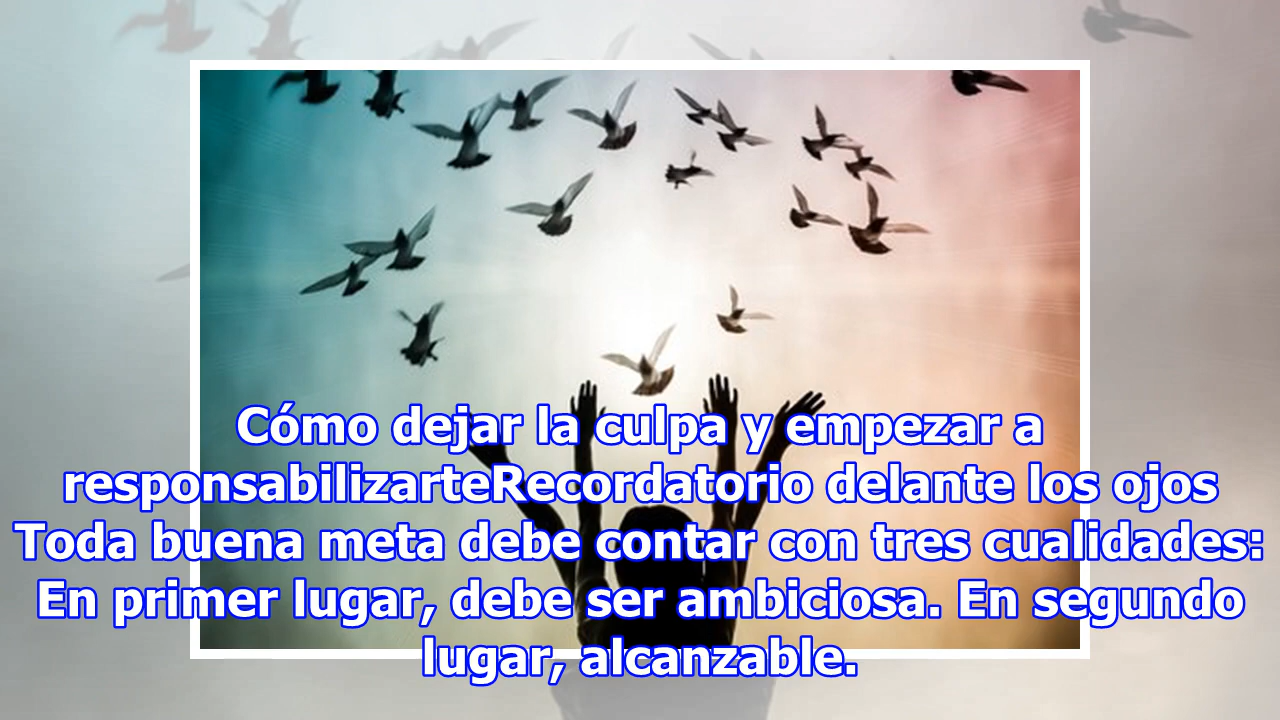 Cómo dejar la culpa y empezar a
responsabilizarteRecordatorio delante los ojos
Toda buena meta debe contar con tres cualidades:
En primer lugar, debe ser ambiciosa. En segundo
lugar, alcanzable.